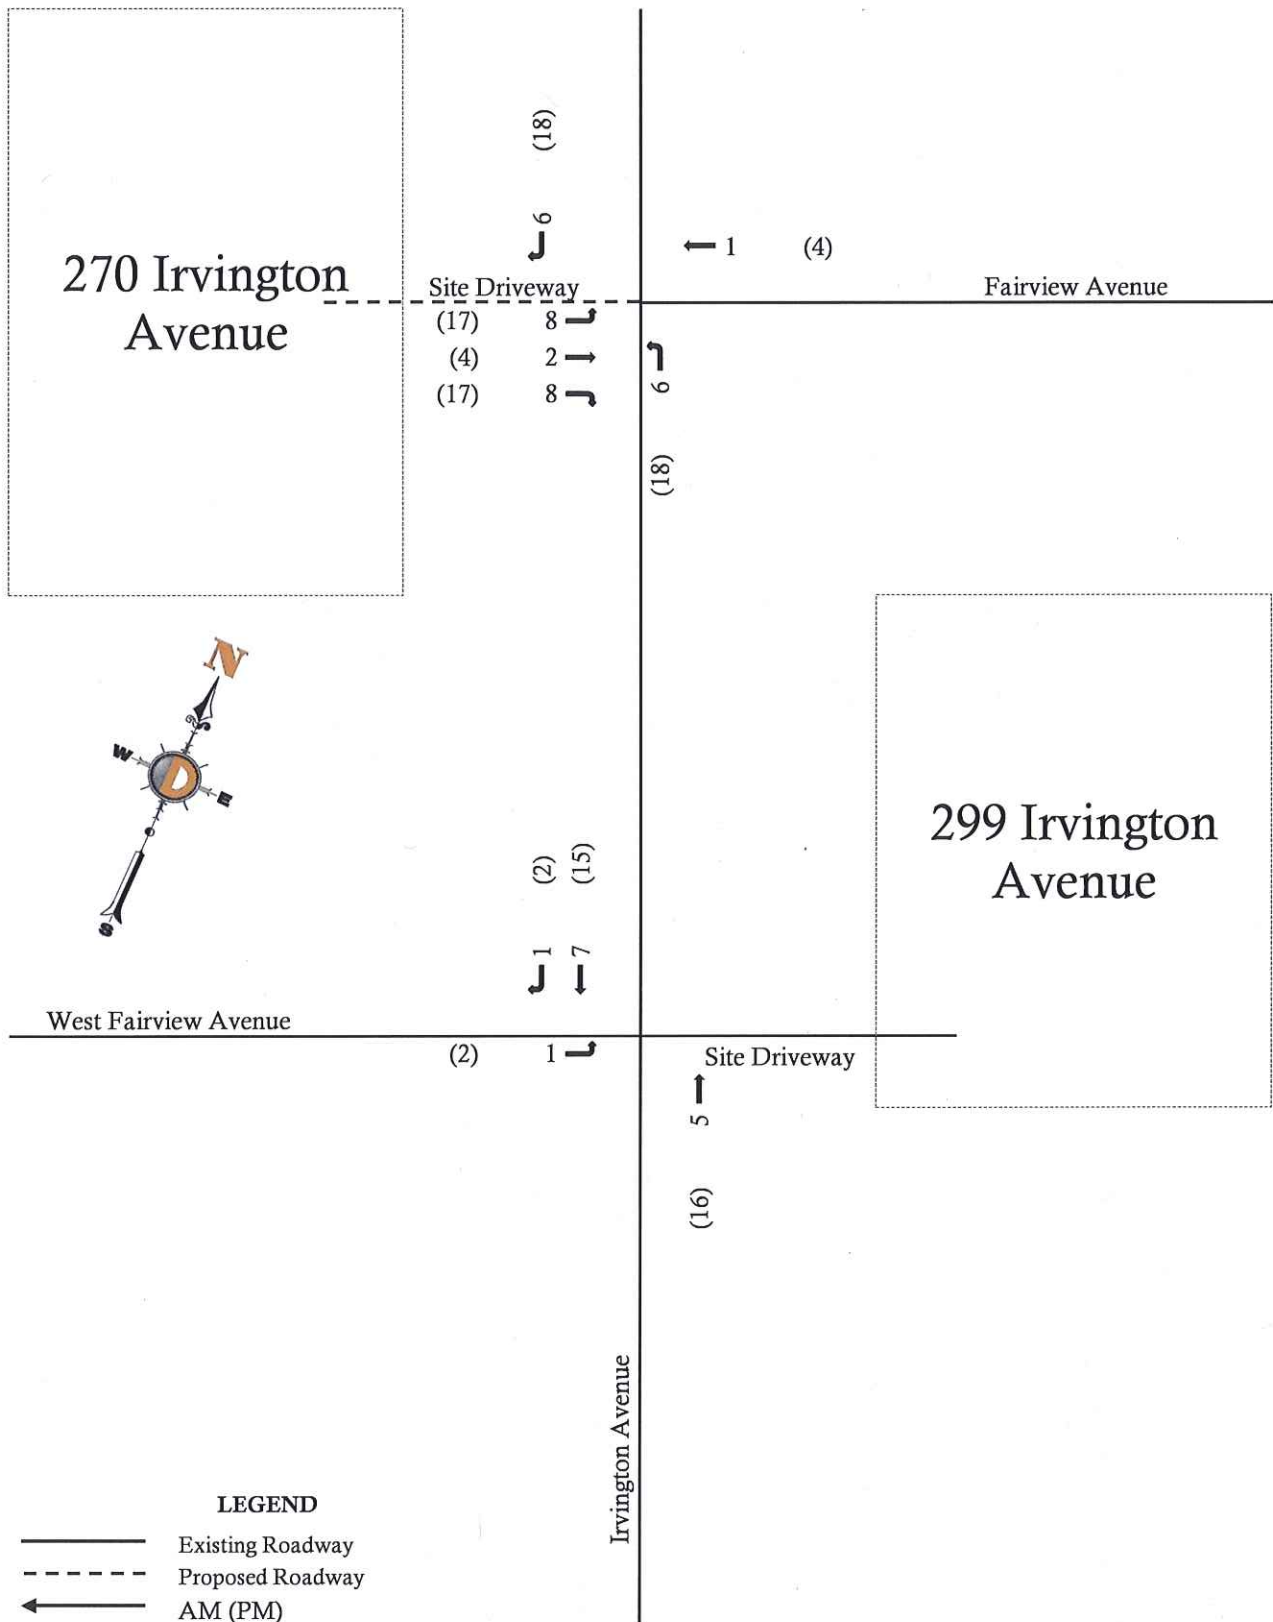 (18)
6
1 (4)
270 Irvington
Avenue
Site Driveway
Fairview Avenue
(17) 8
(4) 2
(17) 8
6
(18)
N
W
E
S
D
299 Irvington
Avenue
(2) (15)
1 7
West Fairview Avenue
(2) 1
Site Driveway
5
(16)
Irvington Avenue
LEGEND
Existing Roadway
Proposed Roadway
AM (PM)